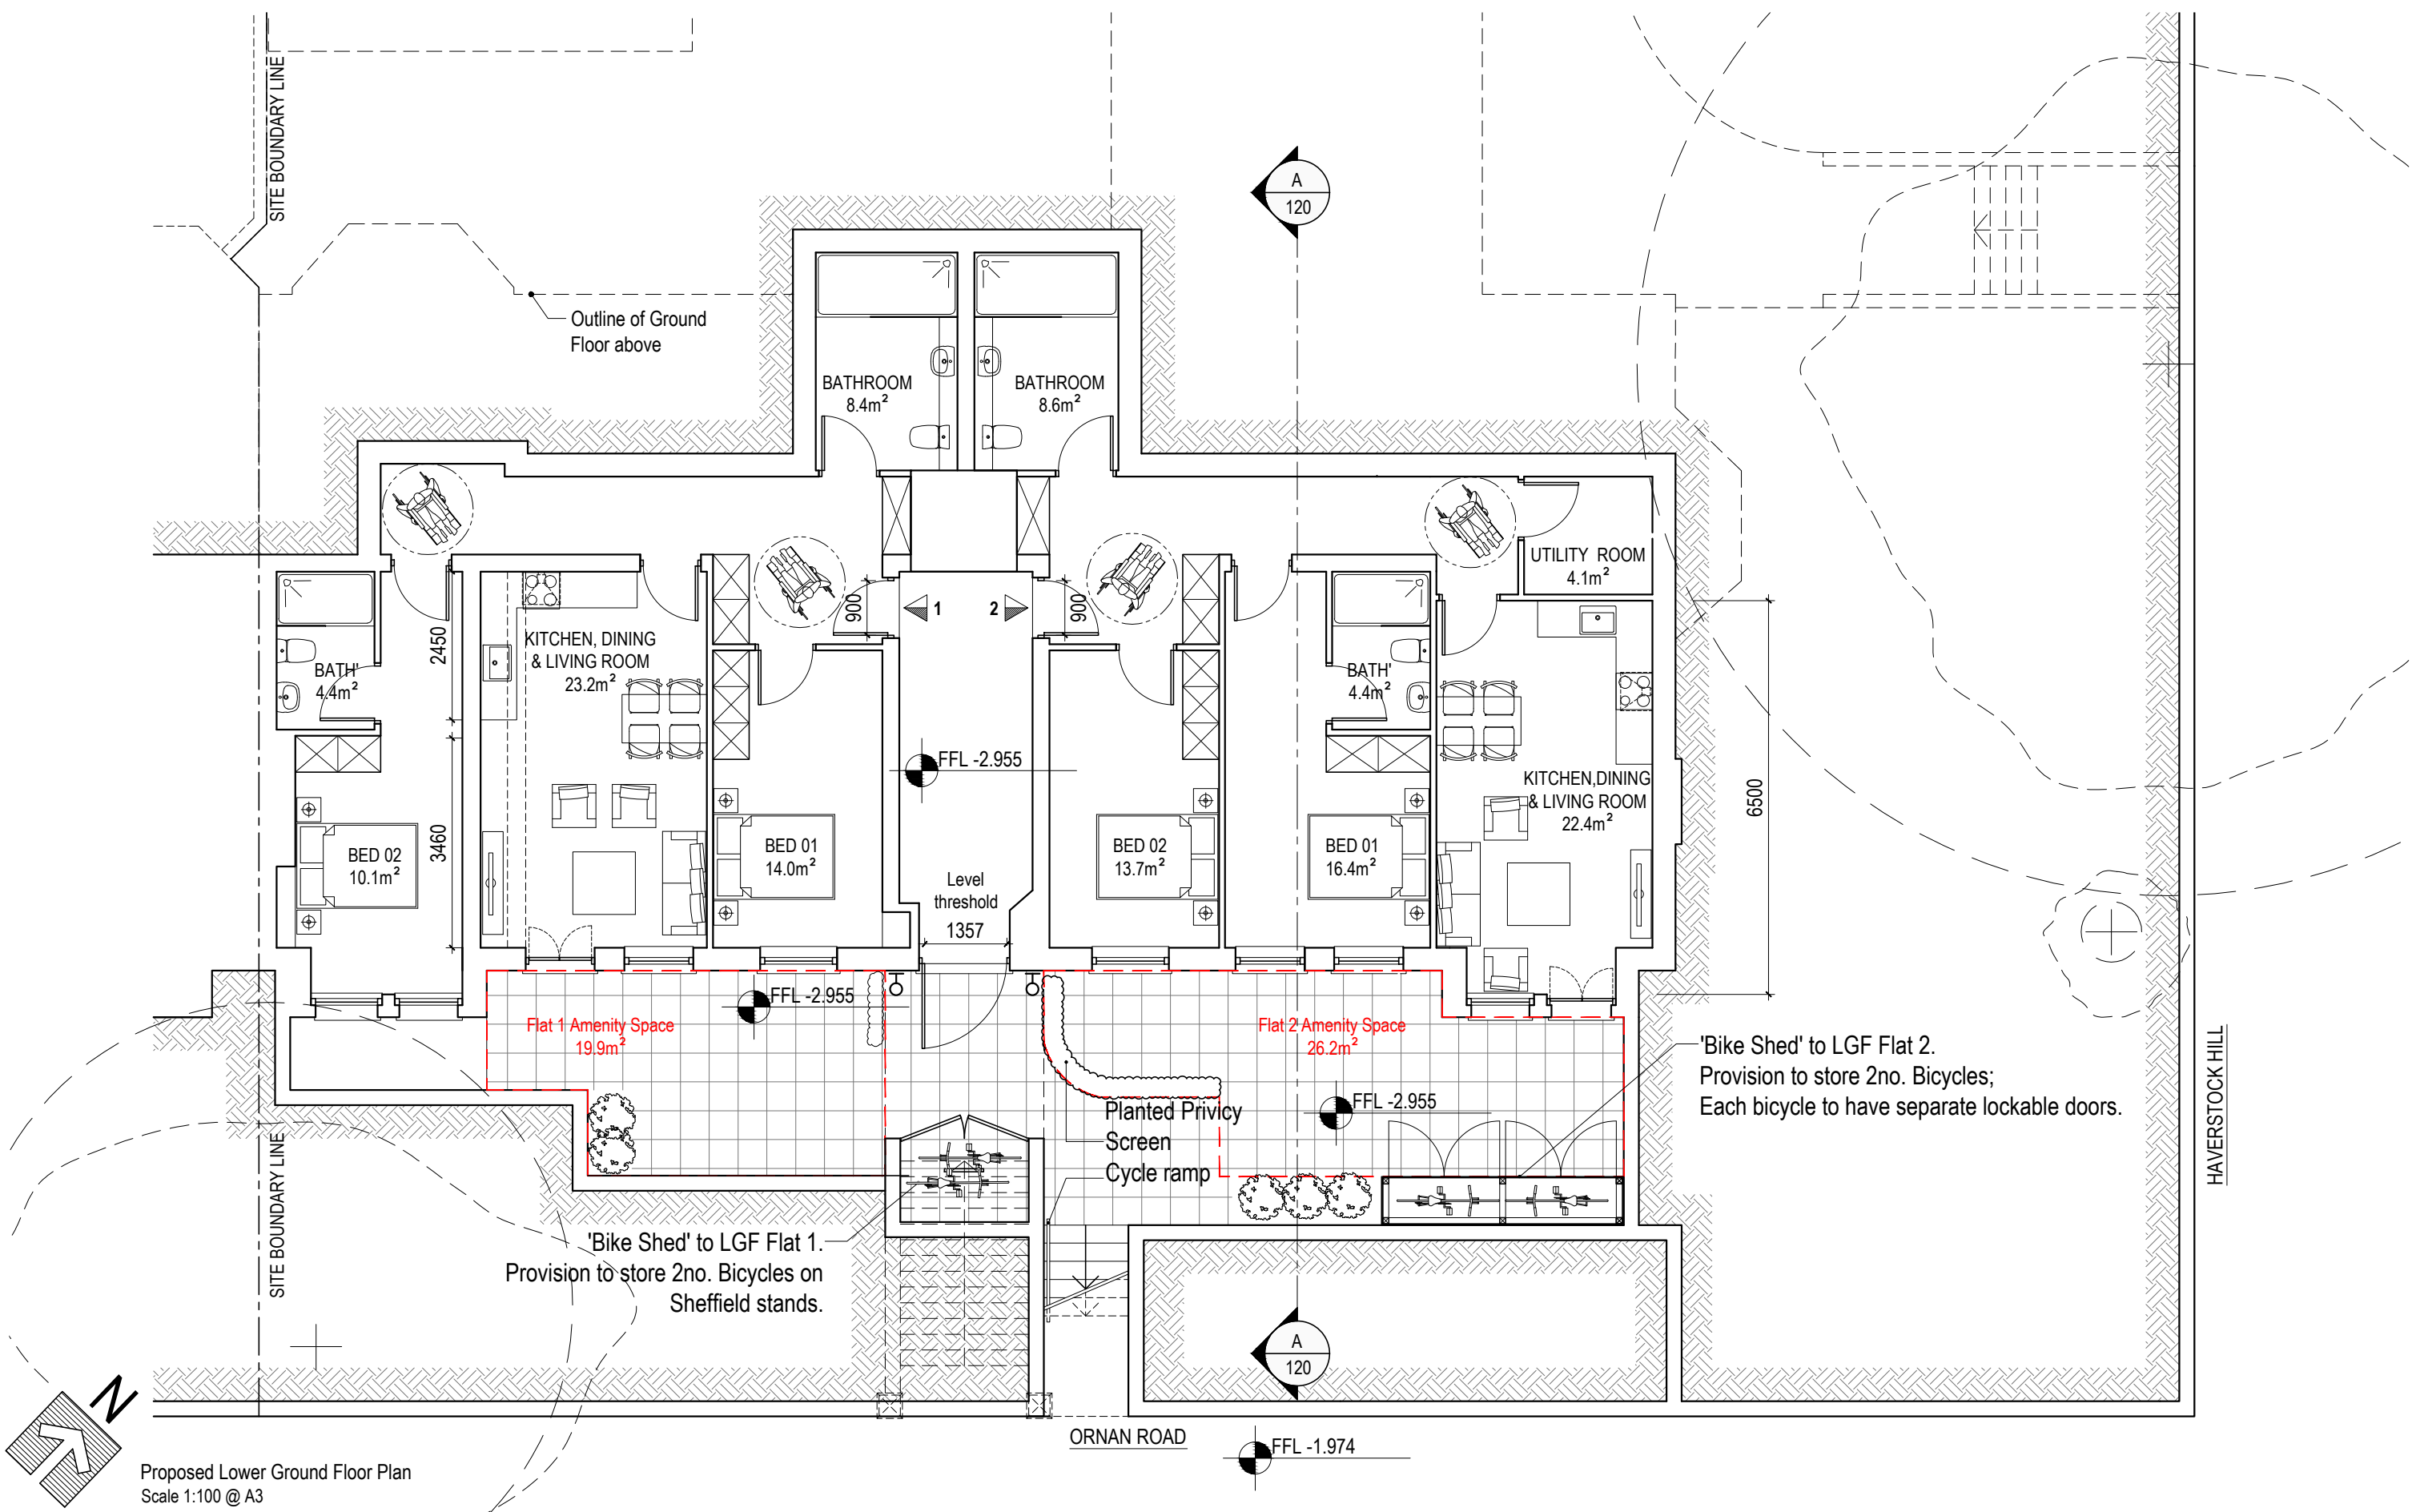 SITE BOUNDARY LINE
A
120
Outline of Ground
Floor above
BATHROOM
8.4m²
BATHROOM
8.6m²
UTILITY ROOM
4.1m²
900
1
2
900
2450
KITCHEN, DINING
& LIVING ROOM
23.2m²
BATH'
4.4m²
BATH'
4.4m²
FFL -2.955
KITCHEN,DINING
& LIVING ROOM
22.4m²
6500
3460
BED 02
10.1m²
BED 01
14.0m²
BED 02
13.7m²
BED 01
16.4m²
Level
threshold
1357
FFL -2.955
Flat 1 Amenity Space
19.9m²
Flat 2 Amenity Space
26.2m²
'Bike Shed' to LGF Flat 2.
Provision to store 2no. Bicycles;
Each bicycle to have separate lockable doors.
HAVERSTOCK HILL
FFL -2.955
Planted Privicy
Screen
Cycle ramp
SITE BOUNDARY LINE
'Bike Shed' to LGF Flat 1.
Provision to store 2no. Bicycles on
Sheffield stands.
A
120
N
ORNAN ROAD
FFL -1.974
Proposed Lower Ground Floor Plan
Scale 1:100 @ A3